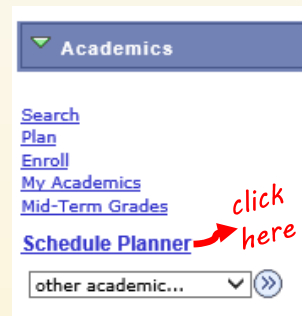 Academics
Search
Plan
Enroll
My Academics
Mid-Term Grades
Schedule Planner
click
here
other academic...